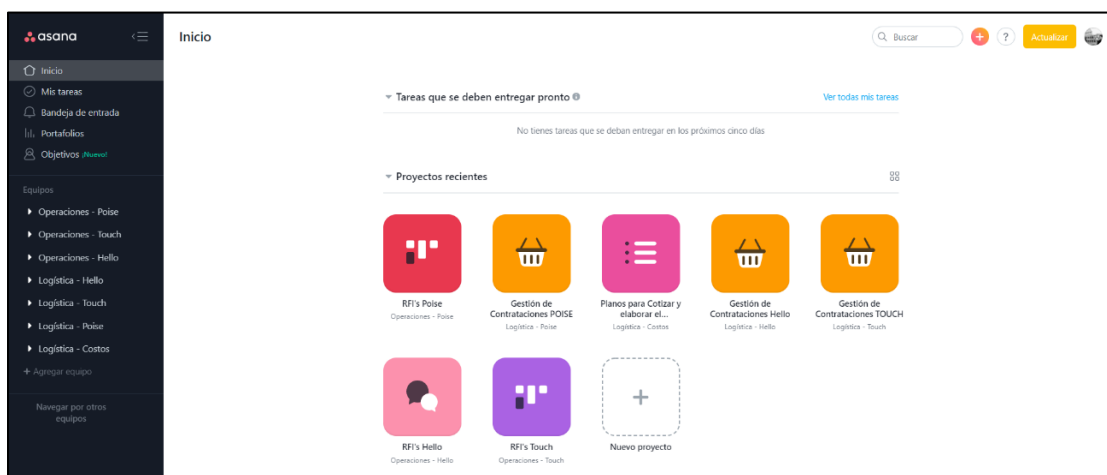 asana
Inicio
Buscar
?
Actualizar
Inicio
Mis tareas
Bandeja de entrada
Portafolios
Objetivos ¡Nuevo!
Equipos
Operaciones - Poise
Operaciones - Touch
Operaciones - Hello
Logística - Hello
Logística - Touch
Logística - Poise
Logística - Costos
+ Agregar equipo
Navegar por otros
equipos
Tareas que se deben entregar pronto
Ver todas mis tareas
No tienes tareas que se deban entregar en los próximos cinco días
Proyectos recientes
RFI's Poise
Operaciones - Poise
Gestión de
Contrataciones POISE
Logística - Poise
Planos para Cotizar y
elaborar el...
Logística - Costos
Gestión de
Contrataciones Hello
Logística - Hello
Gestión de
Contrataciones TOUCH
Logística - Touch
RFI's Hello
Operaciones - Hello
RFI's Touch
Operaciones - Touch
Nuevo proyecto